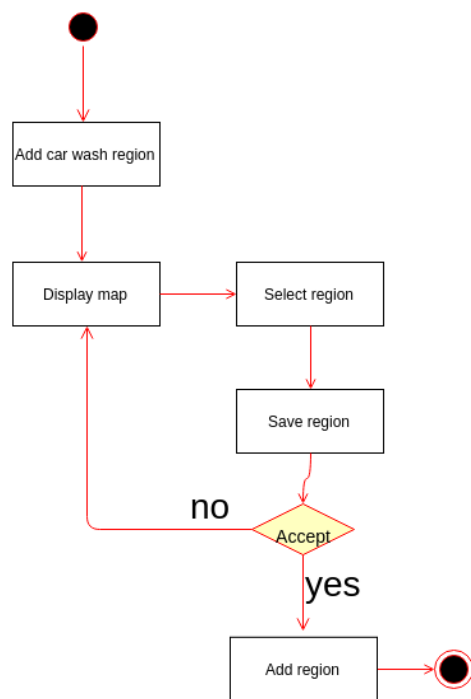 Add car wash region
Display map
Select region
Save region
no
Accept
yes
Add region